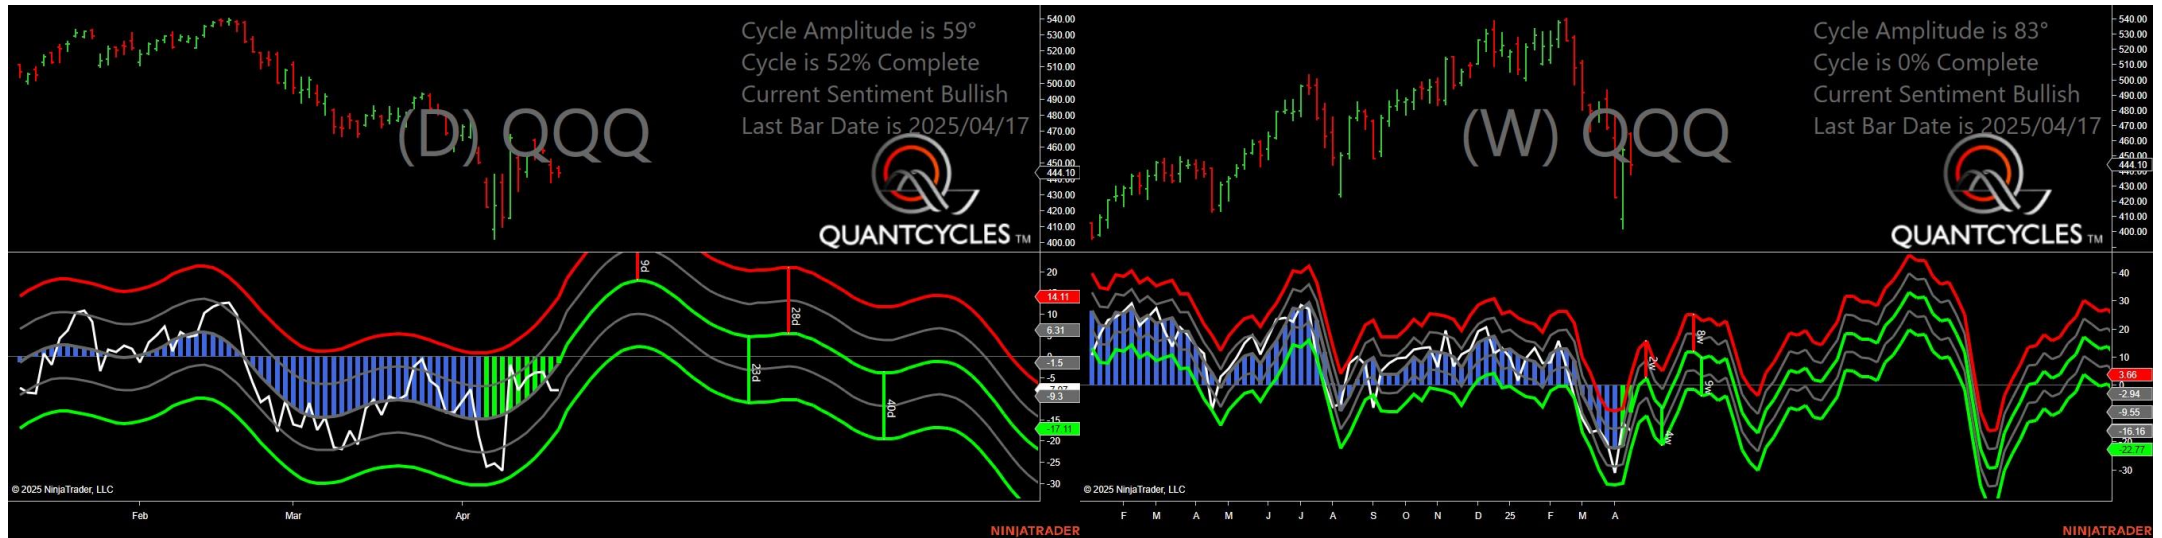 Cycle Amplitude is 59°
Cycle is 52% Complete
Current Sentiment Bullish
Last Bar Date is 2025/04/17
(D) QQQ
QUANTCYCLES TM
540.00
530.00
520.00
510.00
500.00
490.00
480.00
470.00
460.00
450.00
444.10
420.00
410.00
400.00
9d
28d
23d
40d
20
14.11
10
6.31
-1.5
-5
-9.3
-15
-17.11
-20
-25
-30
© 2025 NinjaTrader, LLC
Feb Mar Apr
NINJATRADER
Cycle Amplitude is 83°
Cycle is 0% Complete
Current Sentiment Bullish
Last Bar Date is 2025/04/17
(W) QQQ
QUANTCYCLES TM
540.00
530.00
520.00
510.00
500.00
490.00
480.00
470.00
460.00
450.00
444.10
430.00
420.00
410.00
400.00
2w
8w
4w
9w
40
30
20
10
3.66
-2.94
-9.55
-16.16
-22.77
-30
© 2025 NinjaTrader, LLC
F M A M J J A S O N D 25 F M A
NINJATRADER